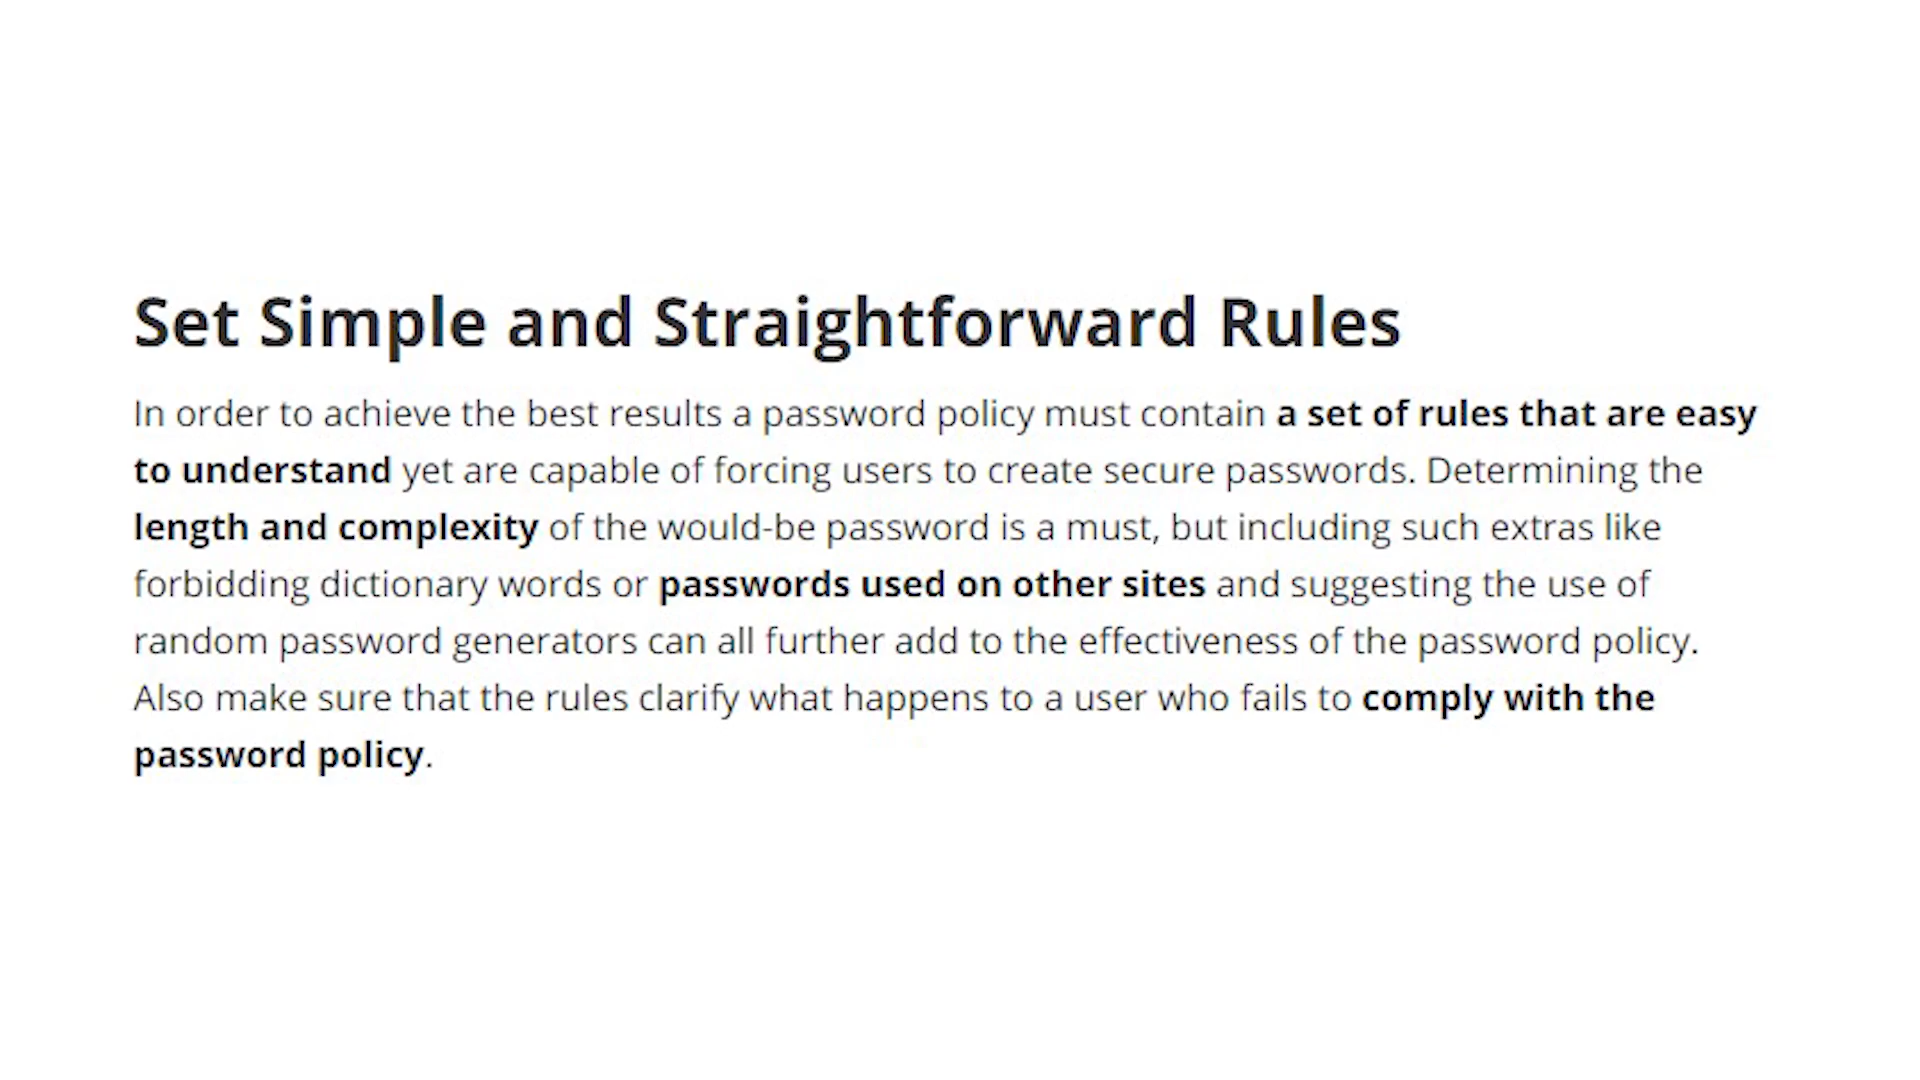 Set Simple and Straightforward Rules
In order to achieve the best results a password policy must contain a set of rules that are easy
to understand yet are capable of forcing users to create secure passwords. Determining the
length and complexity of the would-be password is a must, but including such extras like
forbidding dictionary words or passwords used on other sites and suggesting the use of
random password generators can all further add to the effectiveness of the password policy.
Also make sure that the rules clarify what happens to a user who fails to comply with the
password policy.